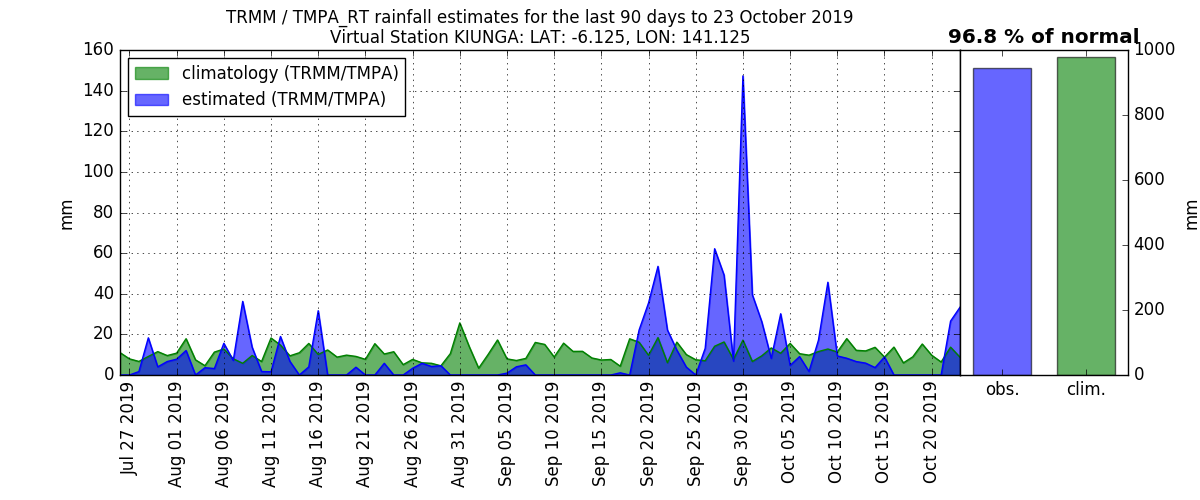 TRMM / TMPA_RT rainfall estimates for the last 90 days to 23 October 2019
Virtual Station KIUNGA: LAT: -6.125, LON: 141.125
96.8 % of normal
climatology (TRMM/TMPA)
estimated (TRMM/TMPA)
mm
160
140
120
100
80
60
40
20
0
Jul 27 2019
Aug 01 2019
Aug 06 2019
Aug 11 2019
Aug 16 2019
Aug 21 2019
Aug 26 2019
Aug 31 2019
Sep 05 2019
Sep 10 2019
Sep 15 2019
Sep 20 2019
Sep 25 2019
Sep 30 2019
Oct 05 2019
Oct 10 2019
Oct 15 2019
Oct 20 2019
1000
800
600
400
200
0
mm
obs.
clim.